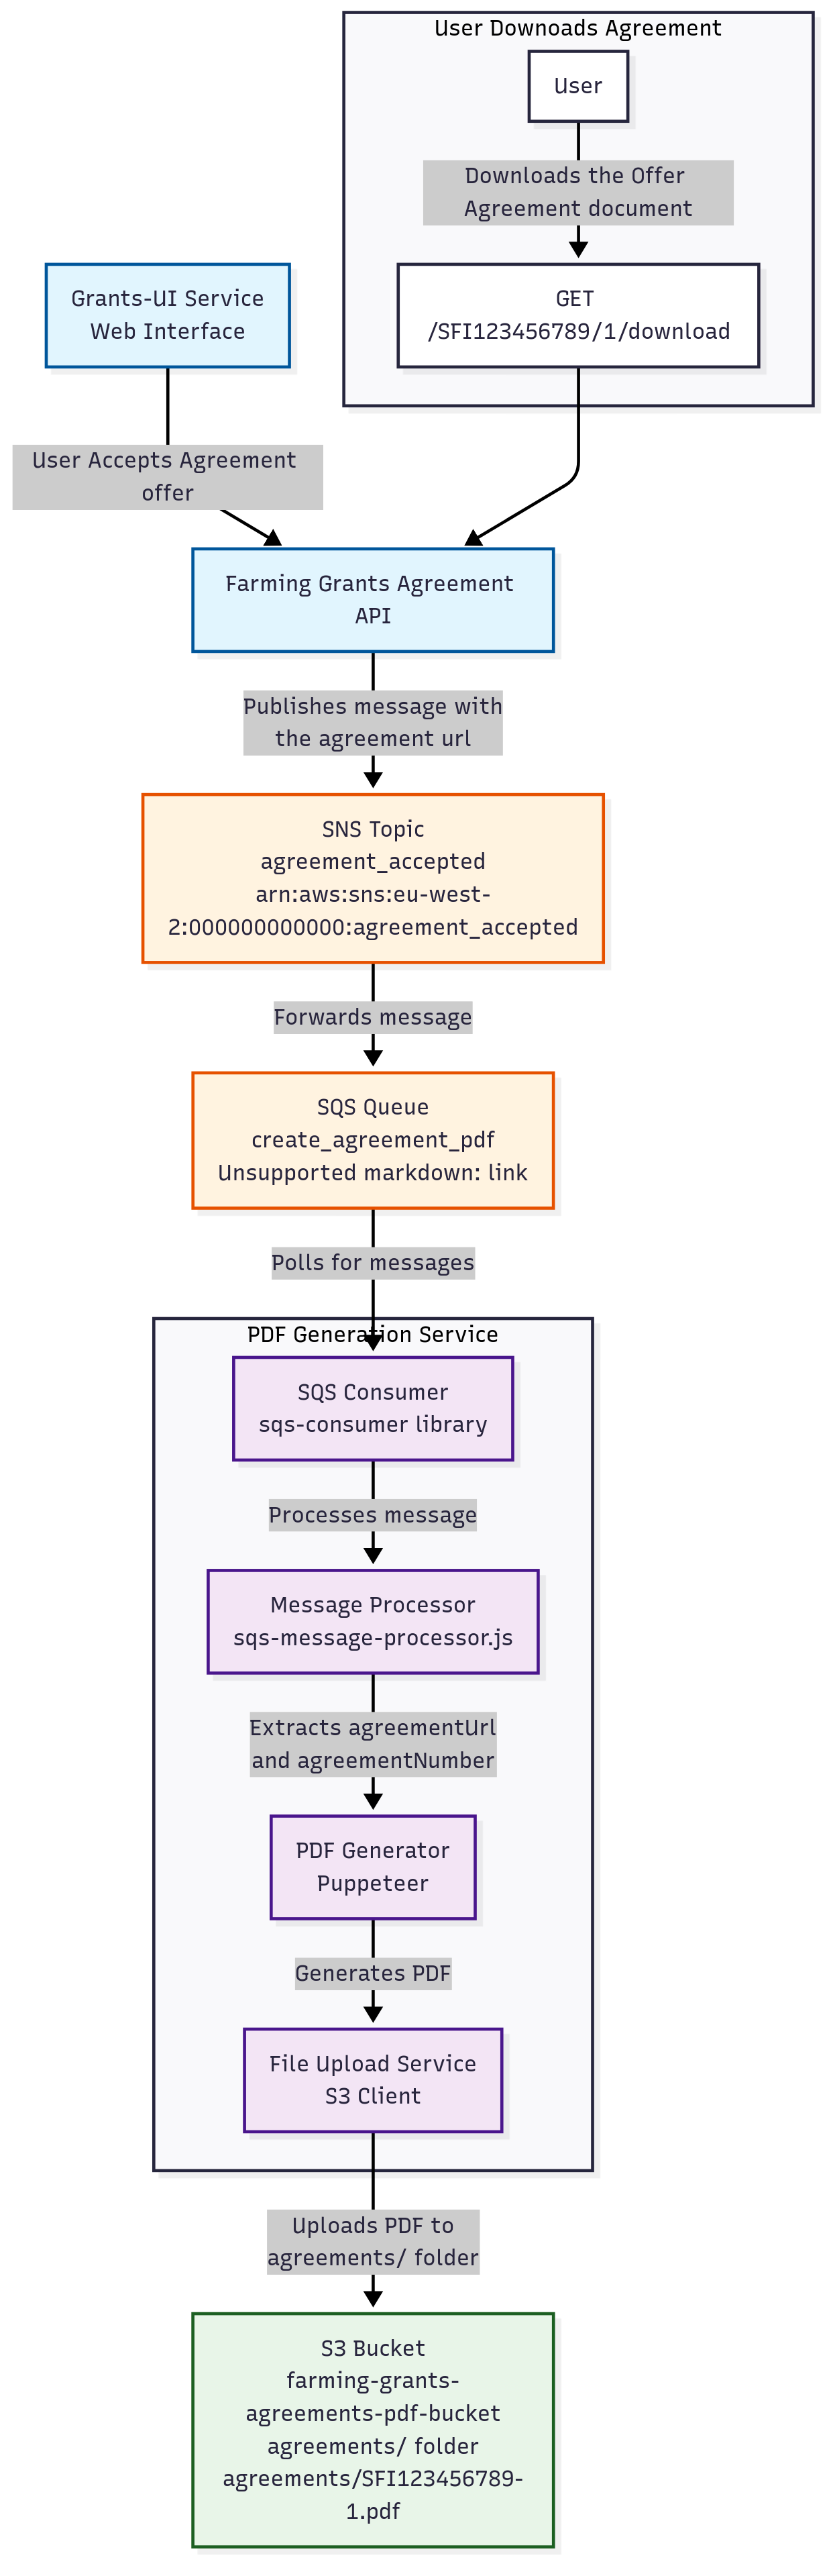 User Downoads Agreement
User
Downloads the Offer
Agreement document
GET
/SFI123456789/1/download
Grants-UI Service
Web Interface
User Accepts Agreement
offer
Farming Grants Agreement
API
Publishes message with
the agreement url
SNS Topic
agreement_accepted
arn:aws:sns:eu-west-
2:000000000000:agreement_accepted
Forwards message
SQS Queue
create_agreement_pdf
Unsupported markdown: link
Polls for messages
PDF Generation Service
SQS Consumer
sqs-consumer library
Processes message
Message Processor
sqs-message-processor.js
Extracts agreementUrl
and agreementNumber
PDF Generator
Puppeteer
Generates PDF
File Upload Service
S3 Client
Uploads PDF to
agreements/ folder
S3 Bucket
farming-grants-
agreements-pdf-bucket
agreements/ folder
agreements/SFI123456789-
1.pdf